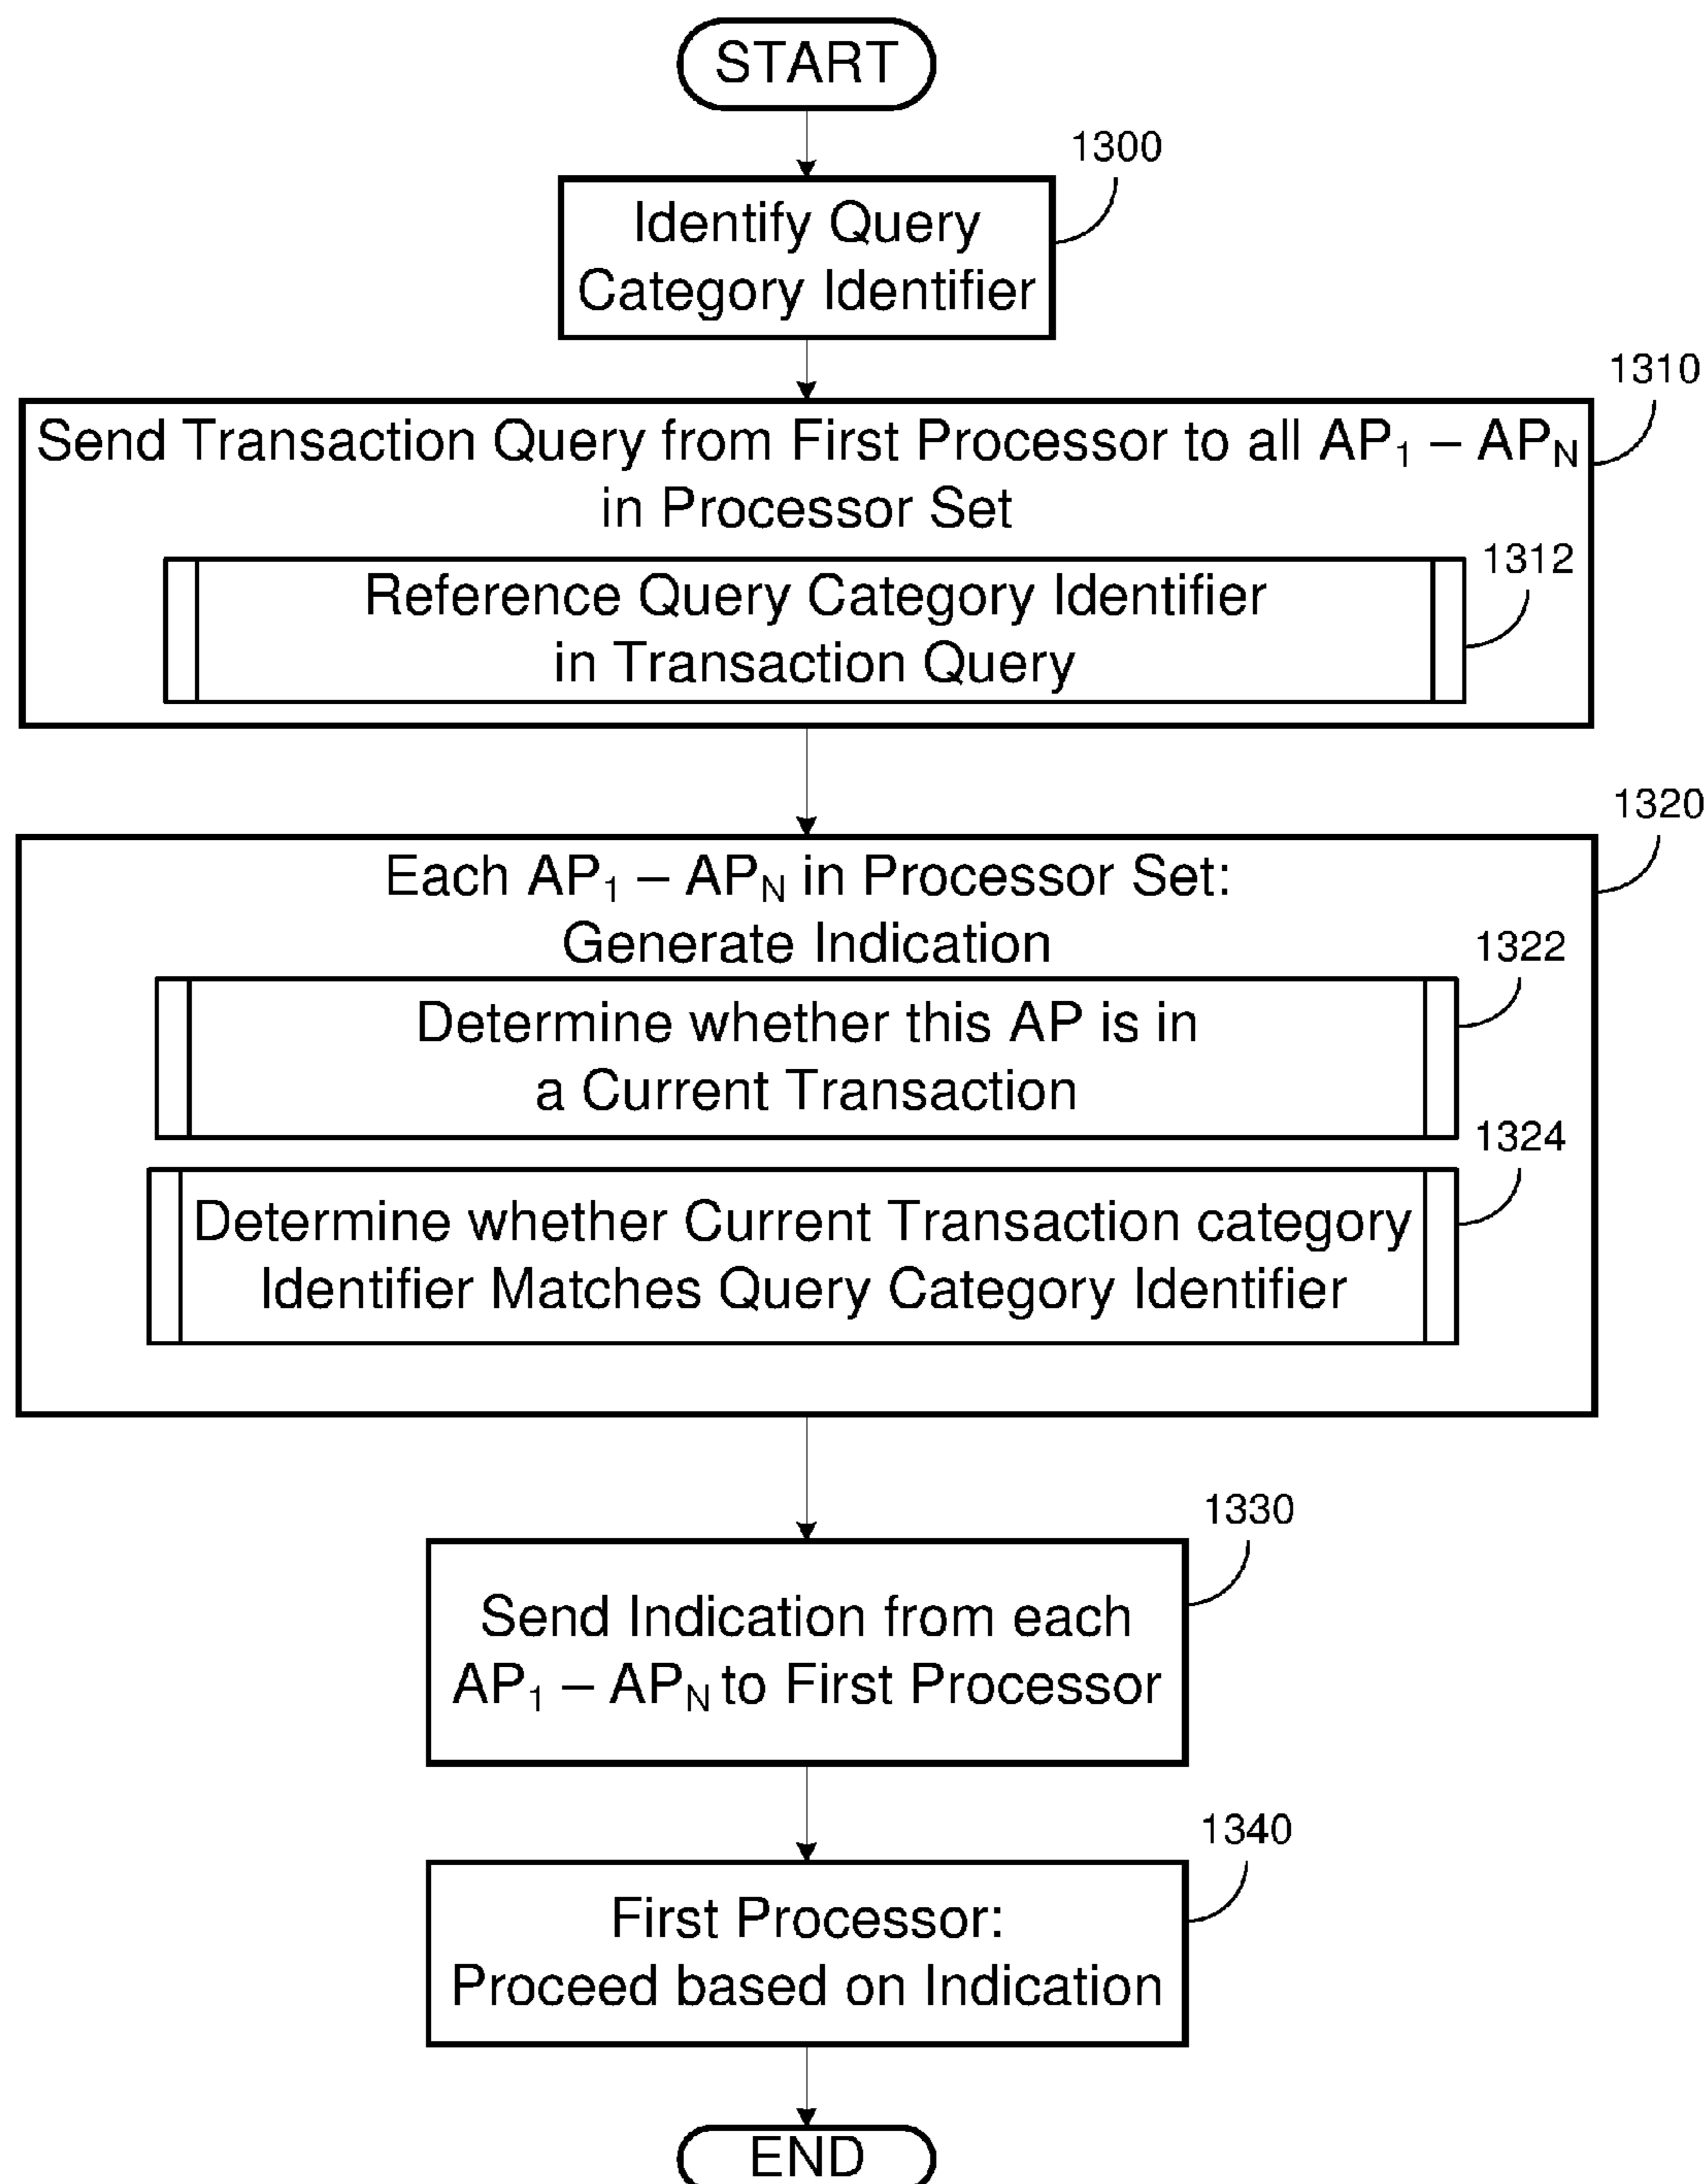 START
1300
Identify Query
Category Identifier
1310
Send Transaction Query from First Processor to all AP₁ – APN
in Processor Set
1312
Reference Query Category Identifier
in Transaction Query
1320
Each AP₁ – APN in Processor Set:
Generate Indication
1322
Determine whether this AP is in
a Current Transaction
1324
Determine whether Current Transaction category
Identifier Matches Query Category Identifier
1330
Send Indication from each
AP₁ – APN to First Processor
1340
First Processor:
Proceed based on Indication
END